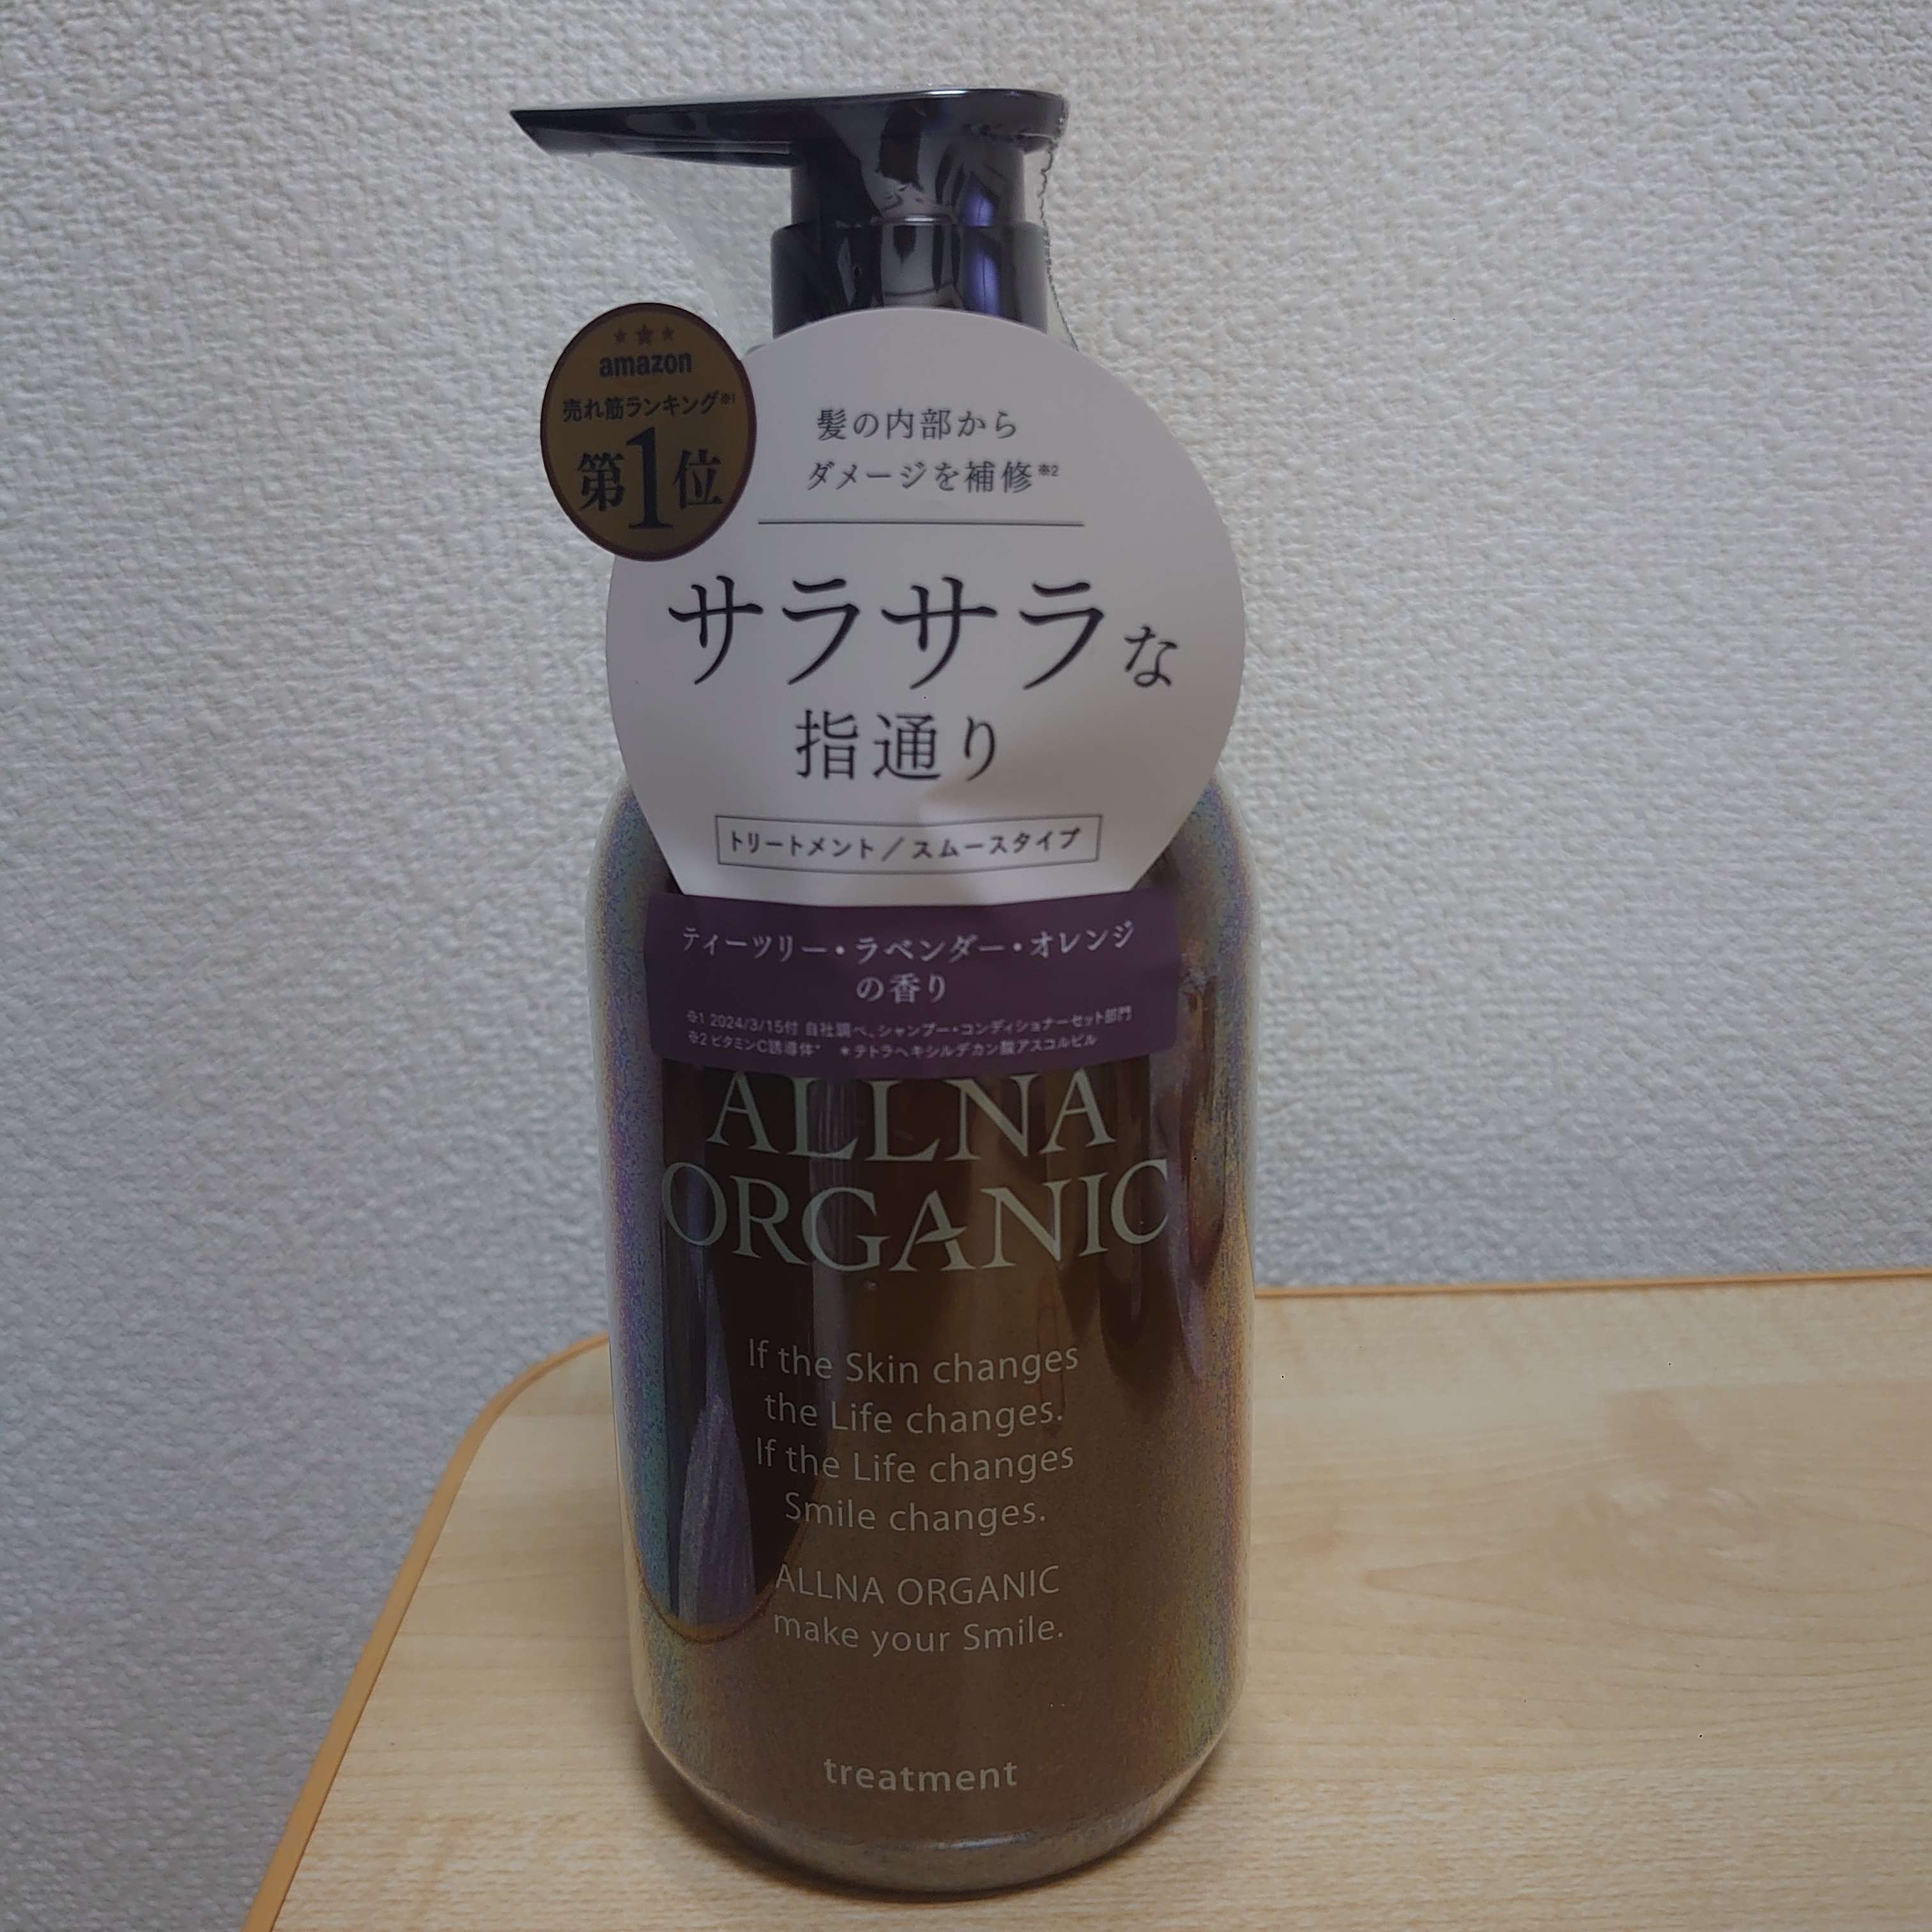 amazon
売れ筋ランキング※1
第1位
髪の内部から
ダメージを補修※2
サラサラな
指通り
トリートメント/スムースタイプ
ティーツリー・ラベンダー・オレンジ
の香り
※1 2024/3/15付 自社調べ、シャンプー・コンディショナーセット部門
※2 ビタミンC誘導体* *テトラヘキシルデカン酸アスコルビル
ALLNA
ORGANIC
If the Skin changes
the Life changes.
If the Life changes
Smile changes.
ALLNA ORGANIC
make your Smile.
treatment